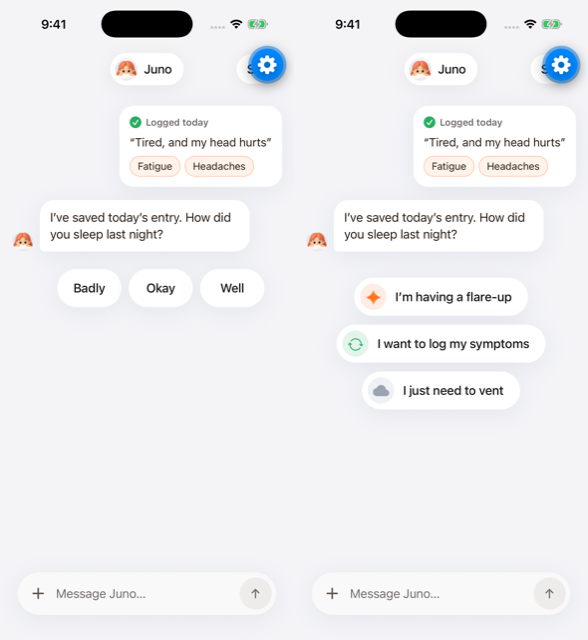 9:41
Juno
S
Logged today
“Tired, and my head hurts”
Fatigue
Headaches
I’ve saved today’s entry. How did
you sleep last night?
Badly
Okay
Well
Message Juno...
9:41
Juno
Logged today
“Tired, and my head hurts”
Fatigue
Headaches
I’ve saved today’s entry. How did
you sleep last night?
I’m having a flare-up
I want to log my symptoms
I just need to vent
Message Juno...